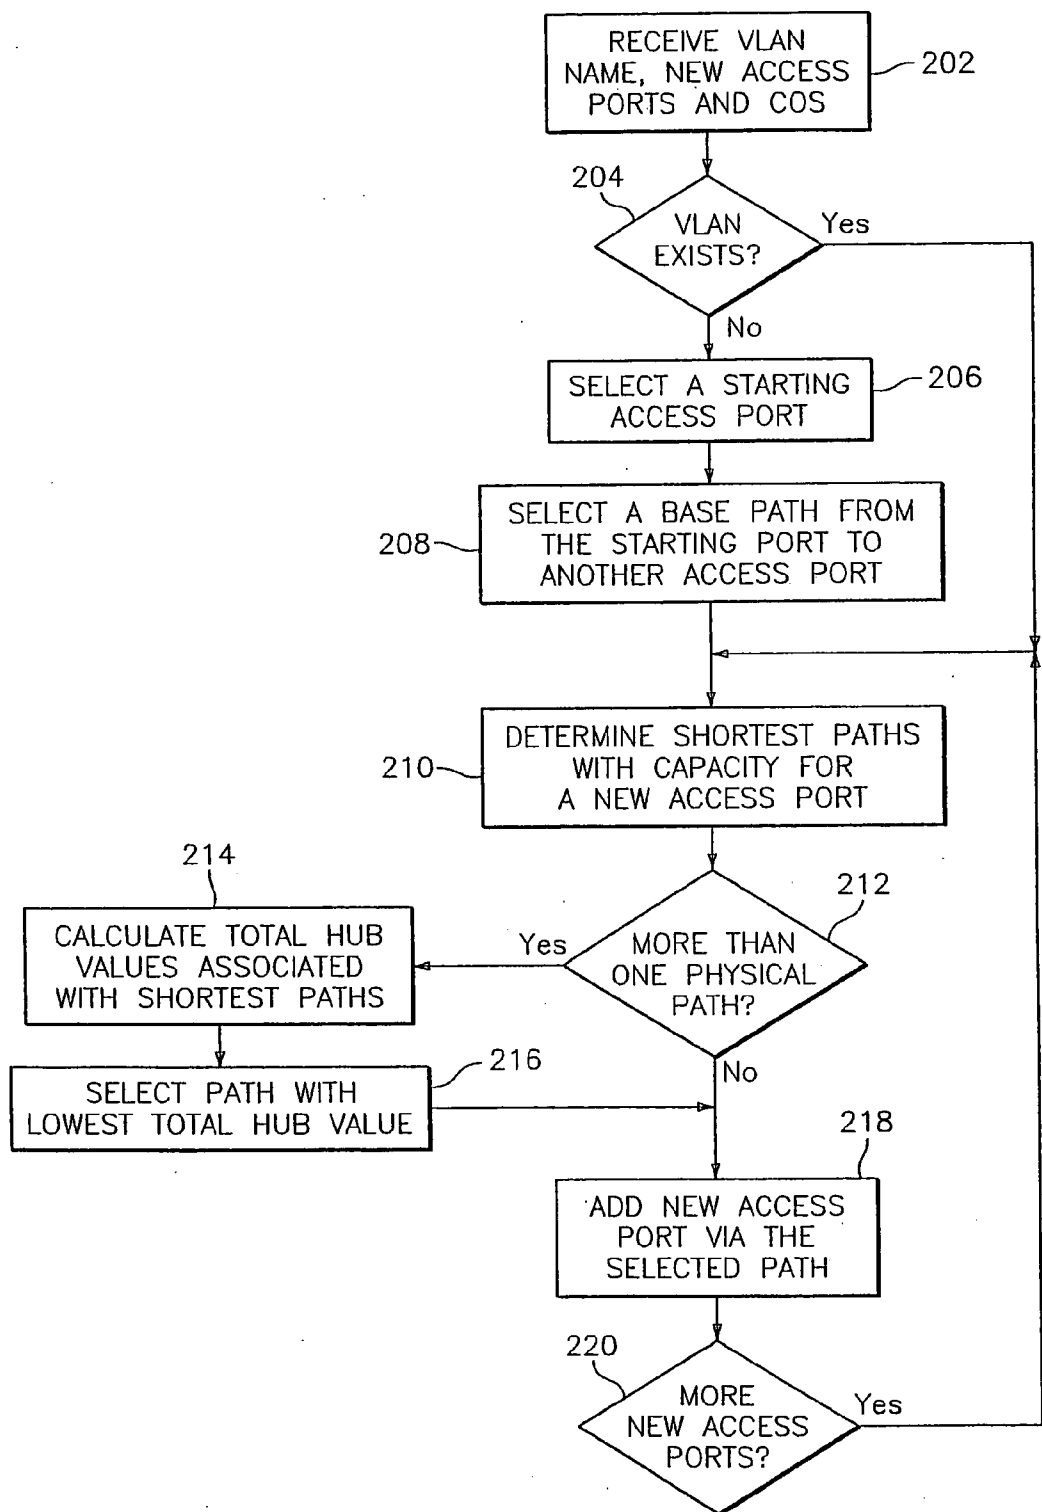 RECEIVE VLAN
NAME, NEW ACCESS
PORTS AND COS
202
204
VLAN
EXISTS?
Yes
No
SELECT A STARTING
ACCESS PORT
206
208
SELECT A BASE PATH FROM
THE STARTING PORT TO
ANOTHER ACCESS PORT
210
DETERMINE SHORTEST PATHS
WITH CAPACITY FOR
A NEW ACCESS PORT
212
MORE THAN
ONE PHYSICAL
PATH?
Yes
No
214
CALCULATE TOTAL HUB
VALUES ASSOCIATED
WITH SHORTEST PATHS
216
SELECT PATH WITH
LOWEST TOTAL HUB VALUE
218
ADD NEW ACCESS
PORT VIA THE
SELECTED PATH
220
MORE
NEW ACCESS
PORTS?
Yes